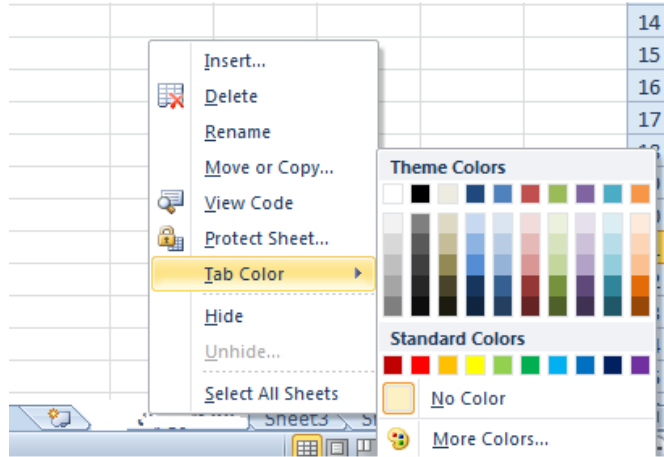 14
15
16
17
Insert...
Delete
Rename
Move or Copy...
View Code
Protect Sheet...
Tab Color
Hide
Unhide...
Select All Sheets
Theme Colors
Standard Colors
No Color
More Colors...
Sheet3